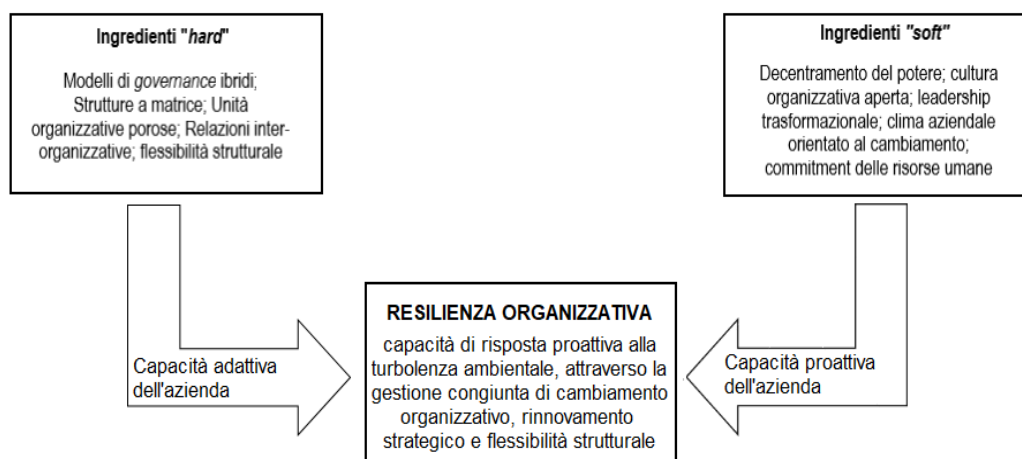 Ingredienti "hard"
Modelli di governance ibridi;
Strutture a matrice; Unità
organizzative porose; Relazioni inter-
organizzative; flessibilità strutturale
Ingredienti "soft"
Decentramento del potere; cultura
organizzativa aperta; leadership
trasformazionale; clima aziendale
orientato al cambiamento;
commitment delle risorse umane
Capacità adattiva
dell'azienda
RESILIENZA ORGANIZZATIVA
capacità di risposta proattiva alla
turbolenza ambientale, attraverso la
gestione congiunta di cambiamento
organizzativo, rinnovamento
strategico e flessibilità strutturale
Capacità proattiva
dell'azienda